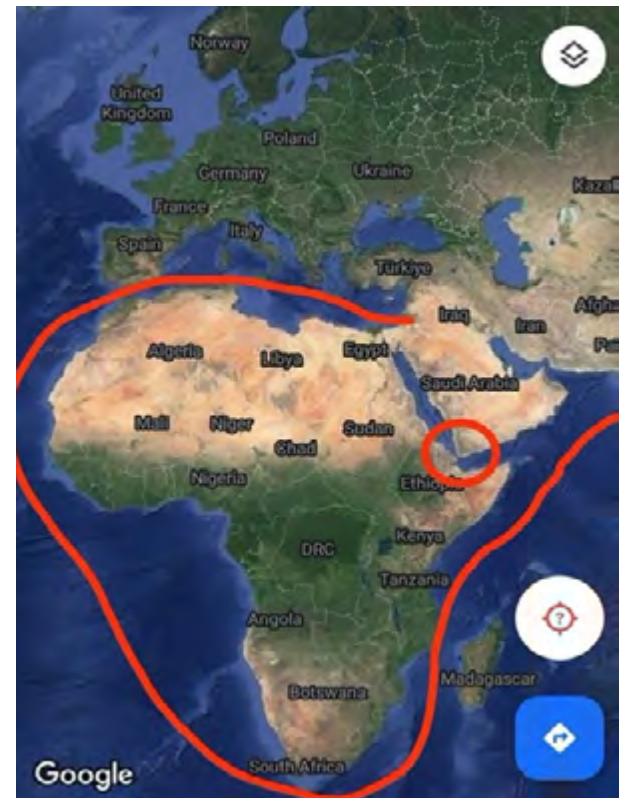 Norway
United
Kingdom
Poland
Germany
Ukraine
France
Kaza
Italy
Spain
Türkiye
Afgha
Iraq
Iran
Algeria
Libya
Egypt
Pa
Saudi Arabia
Mali
Niger
Sudan
Chad
Nigeria
Ethiopia
Kenya
DRC
Tanzania
?
Angola
Madagascar
Botswana
South Africa
Google